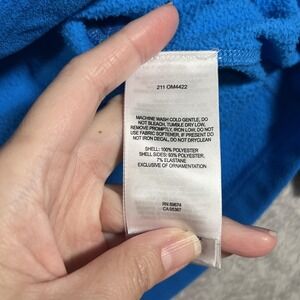 211 OM4422
MACHINE WASH COLD GENTLE, DO
NOT BLEACH, TUMBLE DRY LOW,
REMOVE PROMPTLY, IRON LOW, DO NOT
USE FABRIC SOFTENER, IF PRESENT DO
NOT IRON DECAL, DO NOT DRYCLEAN
SHELL: 100% POLYESTER
SHELL SIDES: 93% POLYESTER,
7% ELASTANE
EXCLUSIVE OF ORNAMENTATION
RN 69674
CA 05367